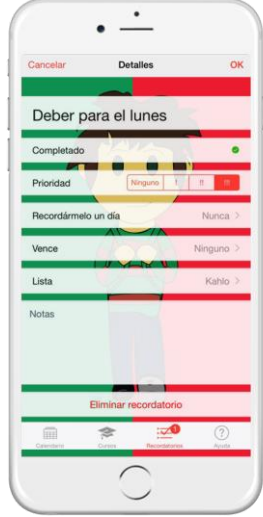 Cancelar Detalles OK
Deber para el lunes
Completado
Prioridad Ninguno ! !! !!!
Recordármelo un día Nunca >
Vence Ninguno >
Lista Kahlo >
Notas
Eliminar recordatorio
1
Calendario Cursos Recordatorios ? Ayuda